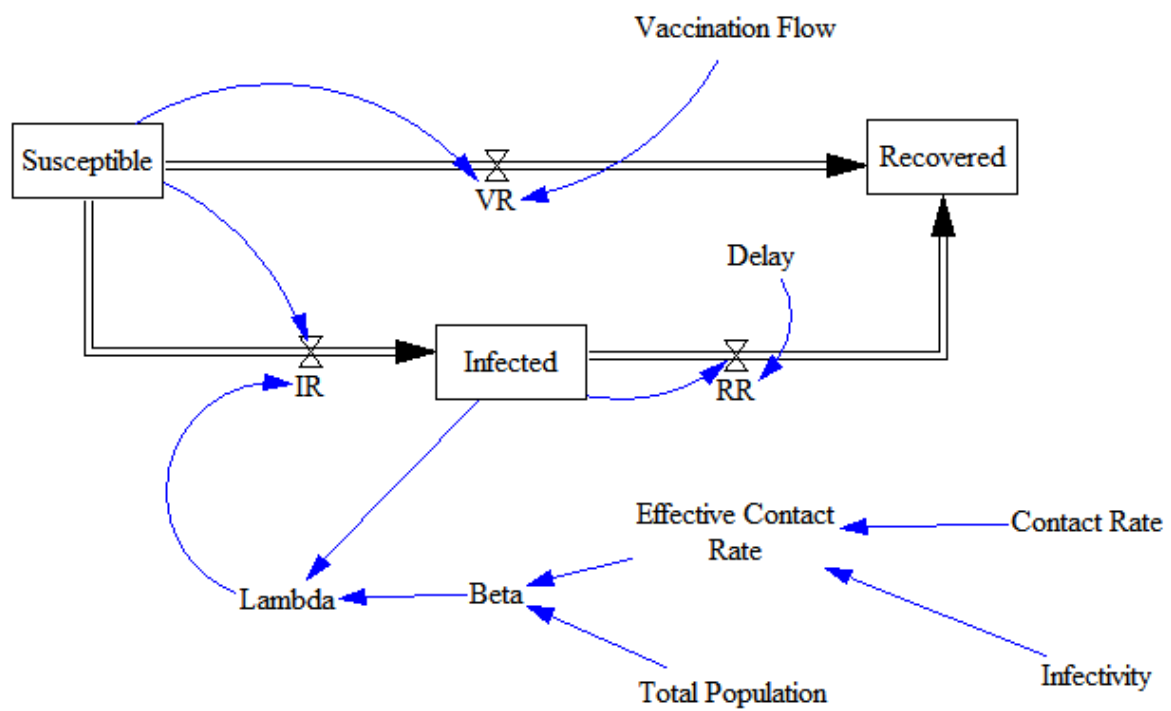 Vaccination Flow
Susceptible
Recovered
VR
Delay
Infected
IR
RR
Effective Contact
Rate
Contact Rate
Lambda
Beta
Infectivity
Total Population